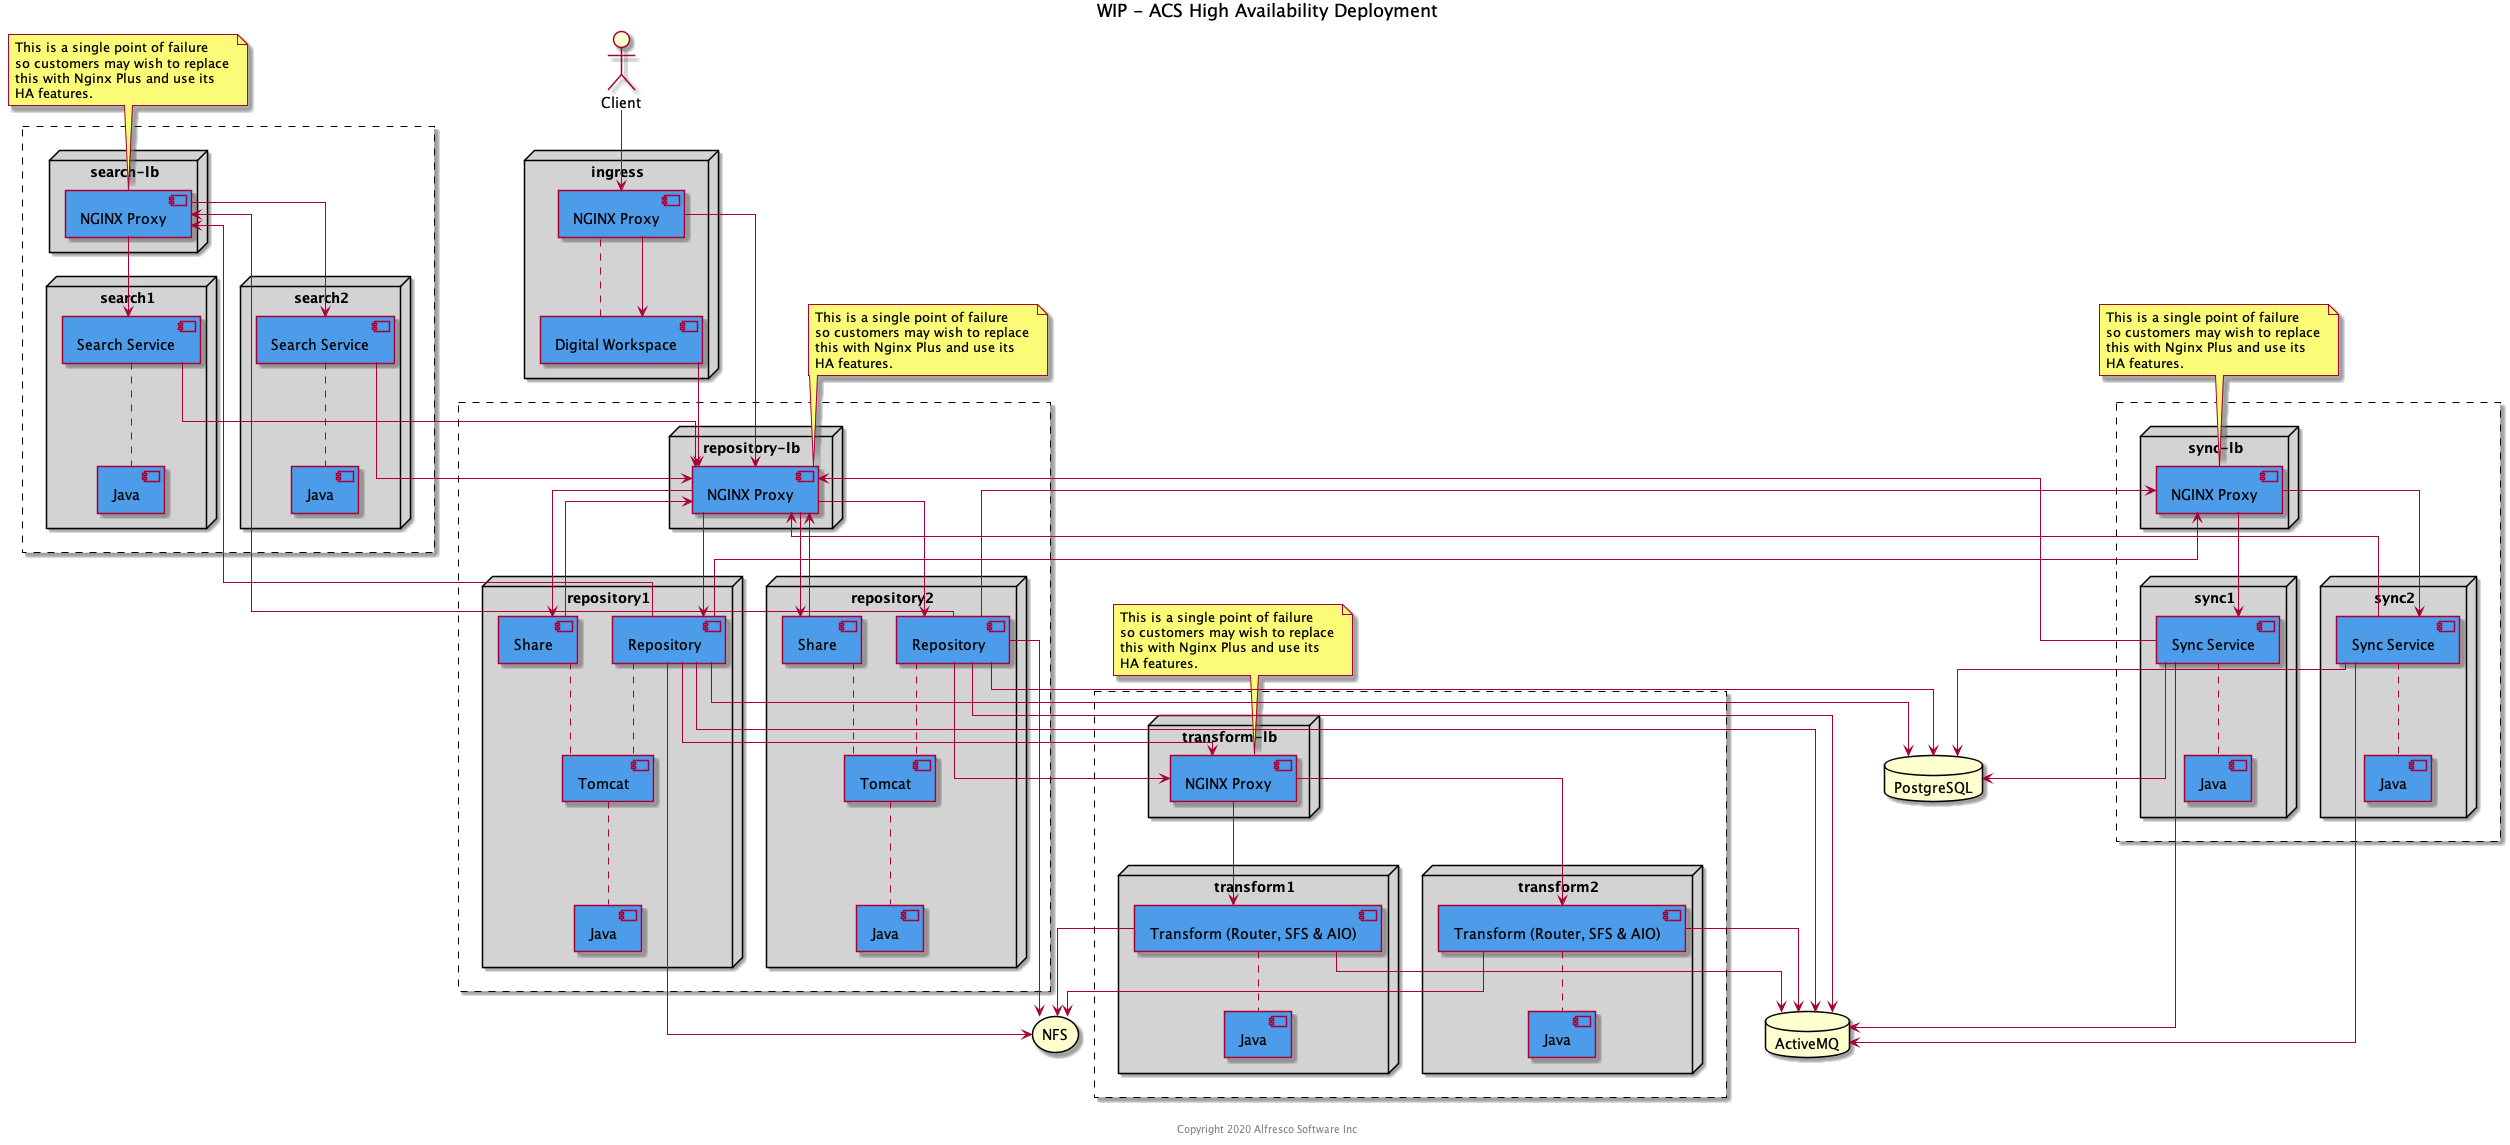 WIP - ACS High Availability Deployment
This is a single point of failure
so customers may wish to replace
this with Nginx Plus and use its
HA features.
Client
search-lb
NGINX Proxy
ingress
NGINX Proxy
search1
Search Service
search2
Search Service
Digital Workspace
This is a single point of failure
so customers may wish to replace
this with Nginx Plus and use its
HA features.
This is a single point of failure
so customers may wish to replace
this with Nginx Plus and use its
HA features.
Java
Java
repository-lb
NGINX Proxy
sync-lb
NGINX Proxy
repository1
Share
Repository
repository2
Share
Repository
This is a single point of failure
so customers may wish to replace
this with Nginx Plus and use its
HA features.
sync1
Sync Service
sync2
Sync Service
Tomcat
Tomcat
transform-lb
NGINX Proxy
PostgreSQL
Java
Java
Java
Java
transform1
Transform (Router, SFS & AIO)
transform2
Transform (Router, SFS & AIO)
NFS
Java
Java
ActiveMQ
Copyright 2020 Alfresco Software Inc